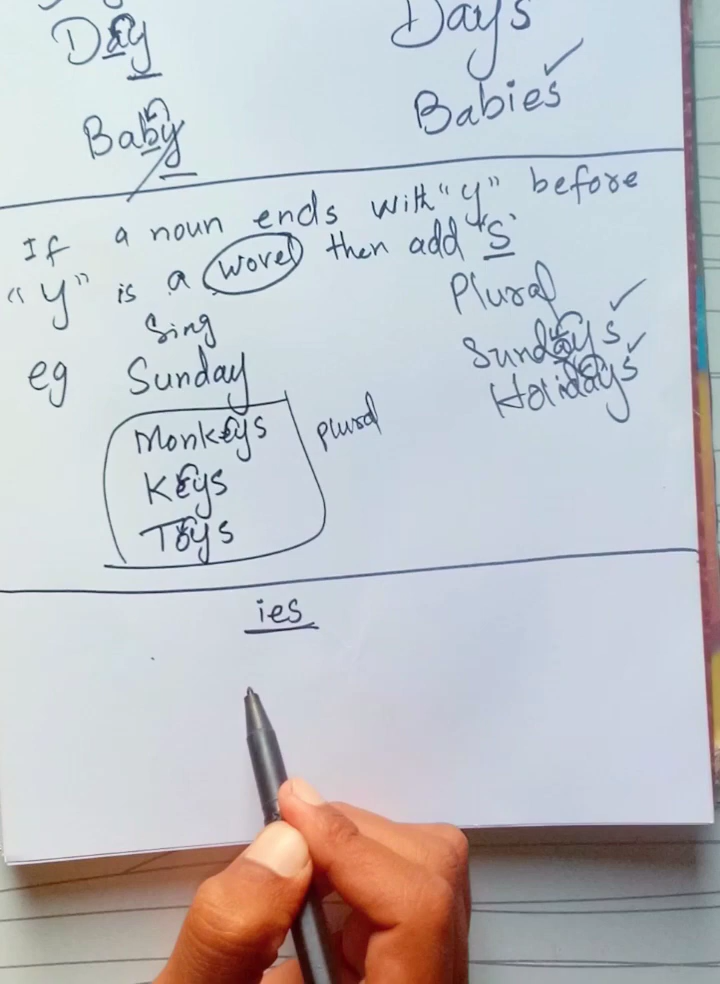 Day Days
Baby Babies
If a noun ends with "y" before
"y" is a wovel then add "S"
Sing Plural
eg Sunday Sundays
Holidays
Monkeys plural
Keys
Toys
ies